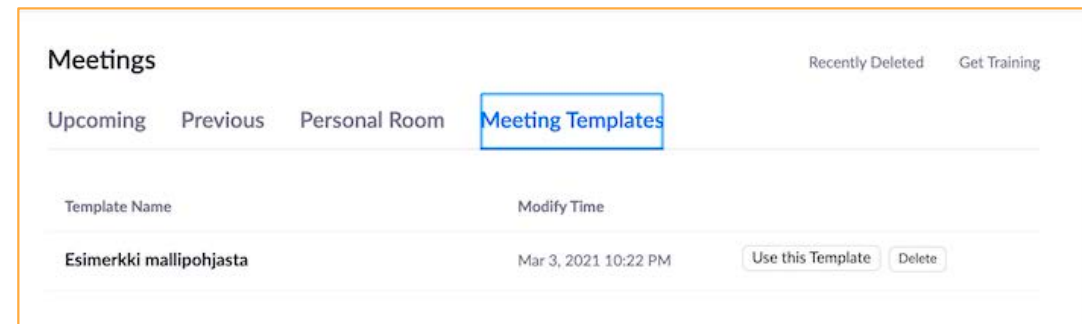 Meetings
Recently Deleted Get Training
Upcoming Previous Personal Room Meeting Templates
Template Name Modify Time
Esimerkki mallipohjasta Mar 3, 2021 10:22 PM Use this Template Delete